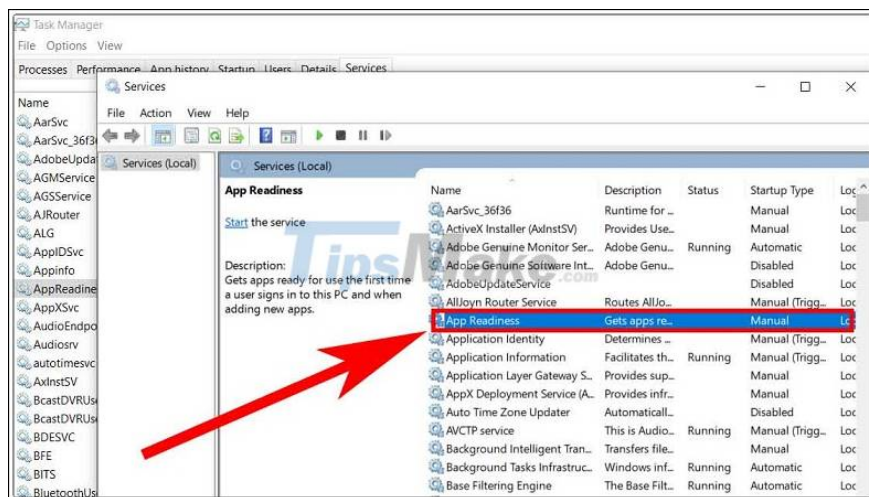 Task Manager
File Options View
Processes Performance App history Startup Users Details Services
Name
AarSvc
AarSvc_36f3
AdobeUpda
AGMService
AGSService
AJRouter
ALG
AppIDSvc
Appinfo
AppReadine
AppXSvc
AudioEndpo
Audiosrv
autotimesvc
AxInstSV
BcastDVRUs
BcastDVRUs
BDESVC
BFE
BITS
BluetoothUs
Services
File Action View Help
Services (Local)
Services (Local)
App Readiness
Start the service
Description:
Gets apps ready for use the first time
a user signs in to this PC and when
adding new apps.
Name Description Status Startup Type Log
AarSvc_36f36 Runtime for ... Manual Loc
ActiveX Installer (AxInstSV) Provides Use... Manual Loc
Adobe Genuine Monitor Ser... Adobe Genu... Running Automatic Loc
Adobe Genuine Software Int... Adobe Genu... Disabled Loc
AdobeUpdateService Disabled Loc
AllJoyn Router Service Routes AllJo... Manual (Trigg... Loc
App Readiness Gets apps re... Manual Loc
Application Identity Determines ... Manual (Trigg... Loc
Application Information Facilitates th... Running Manual (Trigg... Loc
Application Layer Gateway S... Provides sup... Manual Loc
AppX Deployment Service (A... Provides infr... Manual Loc
Auto Time Zone Updater Automaticall... Disabled Loc
AVCTP service This is Audio... Running Manual (Trigg... Loc
Background Intelligent Tran... Transfers file... Manual Loc
Background Tasks Infrastruc... Windows inf... Running Automatic Loc
Base Filtering Engine The Base Filt... Running Automatic Loc
TipsMake.com